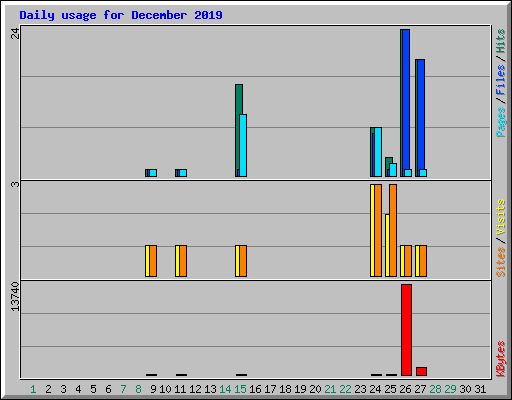 Daily usage for December 2019
24
Pages / Files / Hits
3
Sites / Visits
13740
KBytes
1 2 3 4 5 6 7 8 9 10 11 12 13 14 15 16 17 18 19 20 21 22 23 24 25 26 27 28 29 30 31